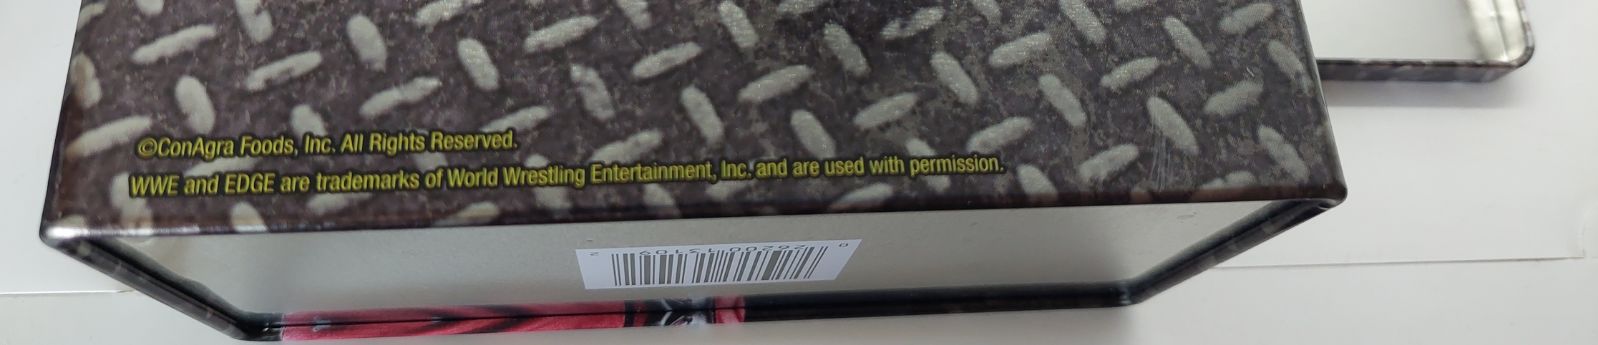 ©ConAgra Foods, Inc. All Rights Reserved.
WWE and EDGE are trademarks of World Wrestling Entertainment, Inc. and are used with permission.